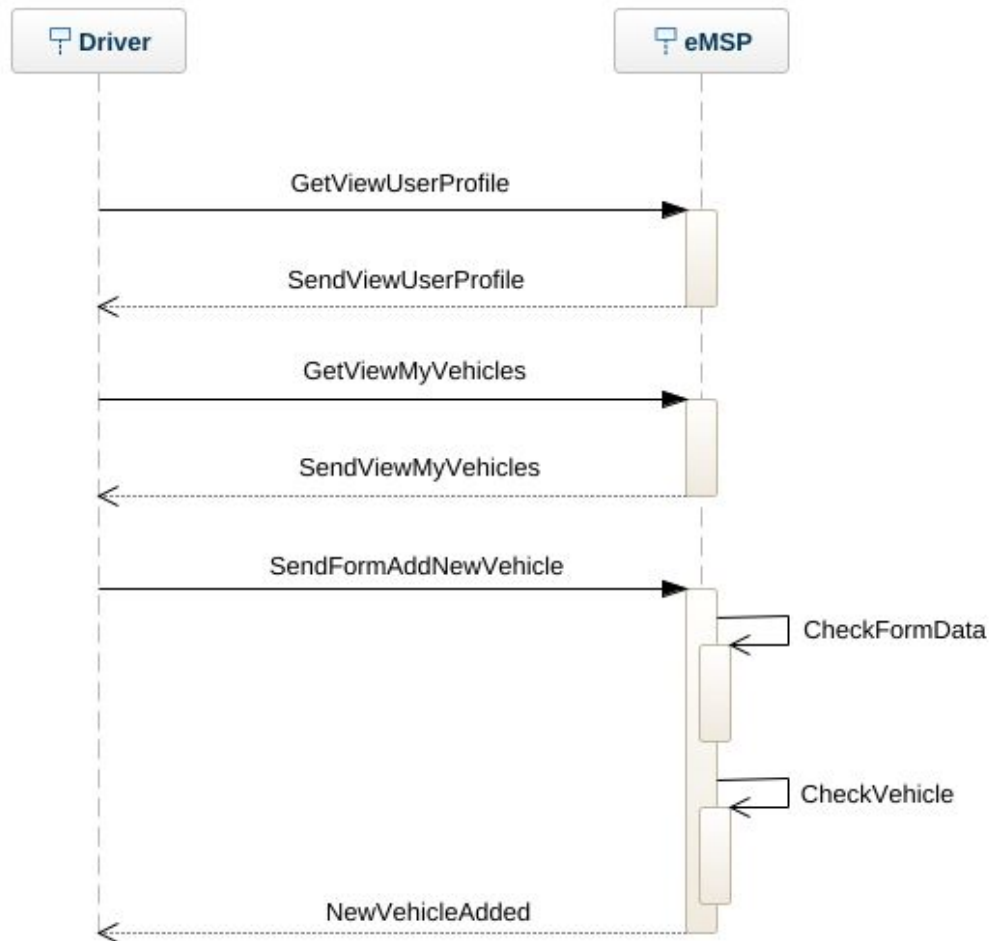 Driver
eMSP
GetViewUserProfile
SendViewUserProfile
GetViewMyVehicles
SendViewMyVehicles
SendFormAddNewVehicle
CheckFormData
CheckVehicle
NewVehicleAdded